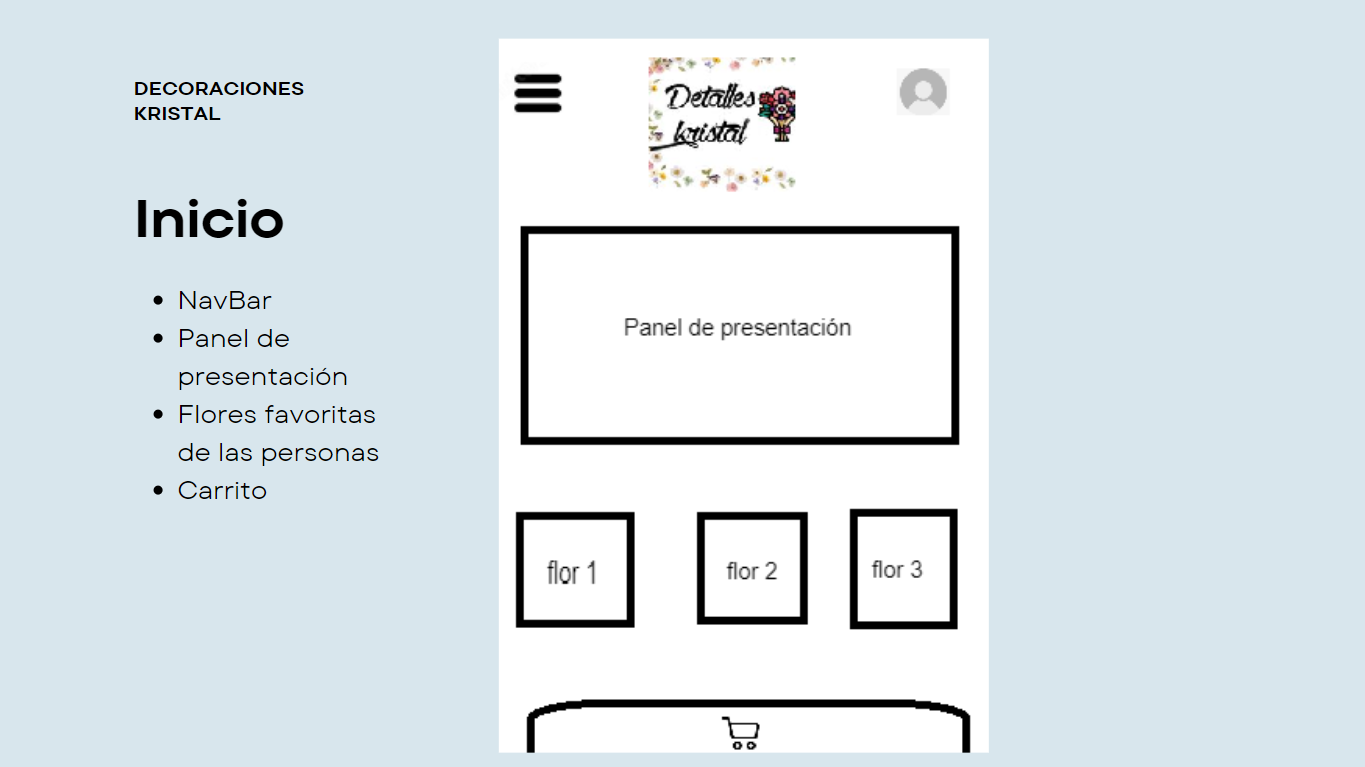 DECORACIONES
KRISTAL
Inicio
NavBar
Panel de
presentación
Flores favoritas
de las personas
Carrito
Detalles
kristal
Panel de presentación
flor 1
flor 2
flor 3